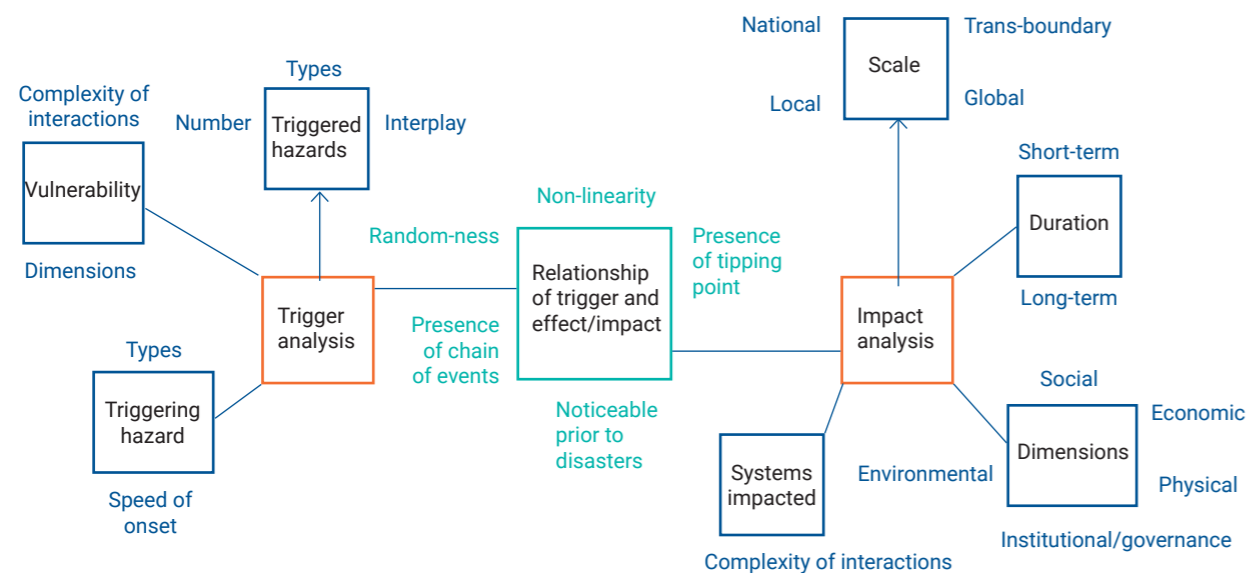 Complexity of
interactions
Vulnerability
Dimensions
Types
Number
Triggered
hazards
Interplay
Trigger
analysis
Types
Triggering
hazard
Speed of
onset
Non-linearity
Random-ness
Relationship
of trigger and
effect/impact
Presence
of tipping
point
Presence
of chain
of events
Noticeable
prior to
disasters
National
Trans-boundary
Scale
Local
Global
Short-term
Duration
Long-term
Impact
analysis
Social
Economic
Dimensions
Environmental
Physical
Institutional/governance
Systems
impacted
Complexity of interactions